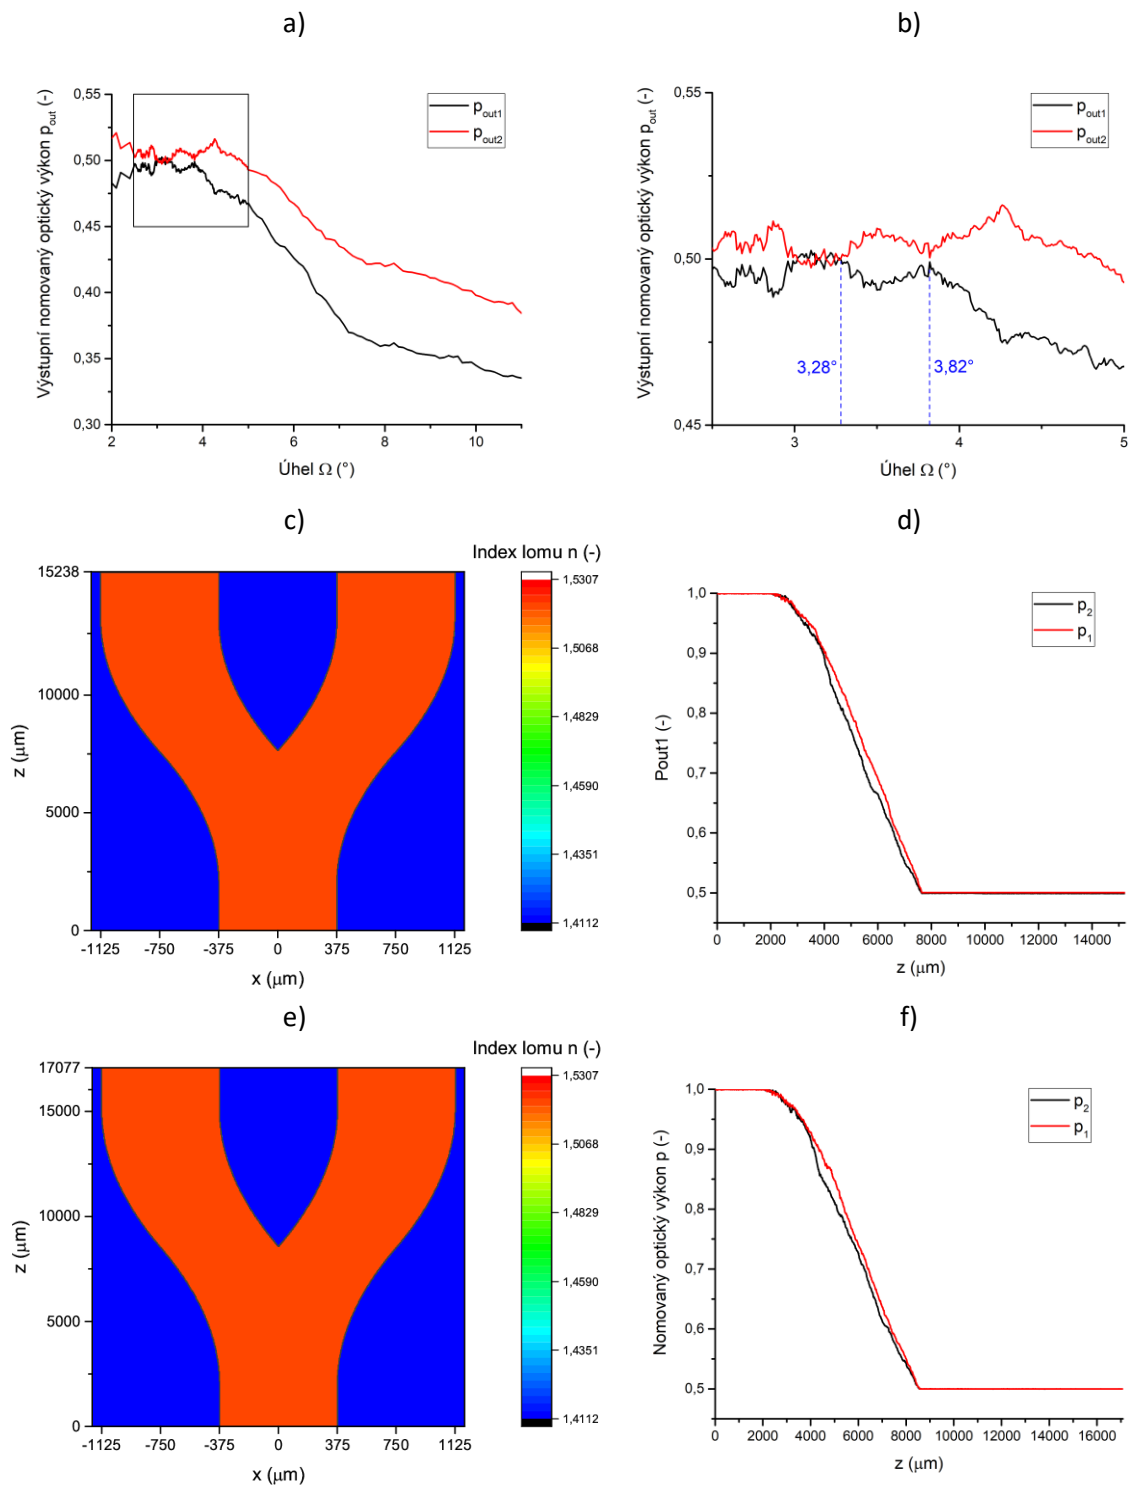 a)
Výstupní nomovaný optický výkon p_out (-)
0,55
0,50
0,45
0,40
0,35
0,30
2
4
6
8
10
Úhel Ω (°)
p_out1
p_out2
b)
Výstupní nomovaný optický výkon p_out (-)
0,55
0,50
0,45
3
4
5
Úhel Ω (°)
p_out1
p_out2
3,28°
3,82°
c)
Index lomu n (-)
15238
10000
5000
0
z (μm)
-1125
-750
-375
0
375
750
1125
x (μm)
1,5307
1,5068
1,4829
1,4590
1,4351
1,4112
d)
Pout1 (-)
1,0
0,9
0,8
0,7
0,6
0,5
0
2000
4000
6000
8000
10000
12000
14000
z (μm)
p_2
p_1
e)
Index lomu n (-)
17077
15000
10000
5000
0
z (μm)
-1125
-750
-375
0
375
750
1125
x (μm)
1,5307
1,5068
1,4829
1,4590
1,4351
1,4112
f)
Nomovaný optický výkon p (-)
1,0
0,9
0,8
0,7
0,6
0,5
0
2000
4000
6000
8000
10000
12000
14000
16000
z (μm)
p_2
p_1